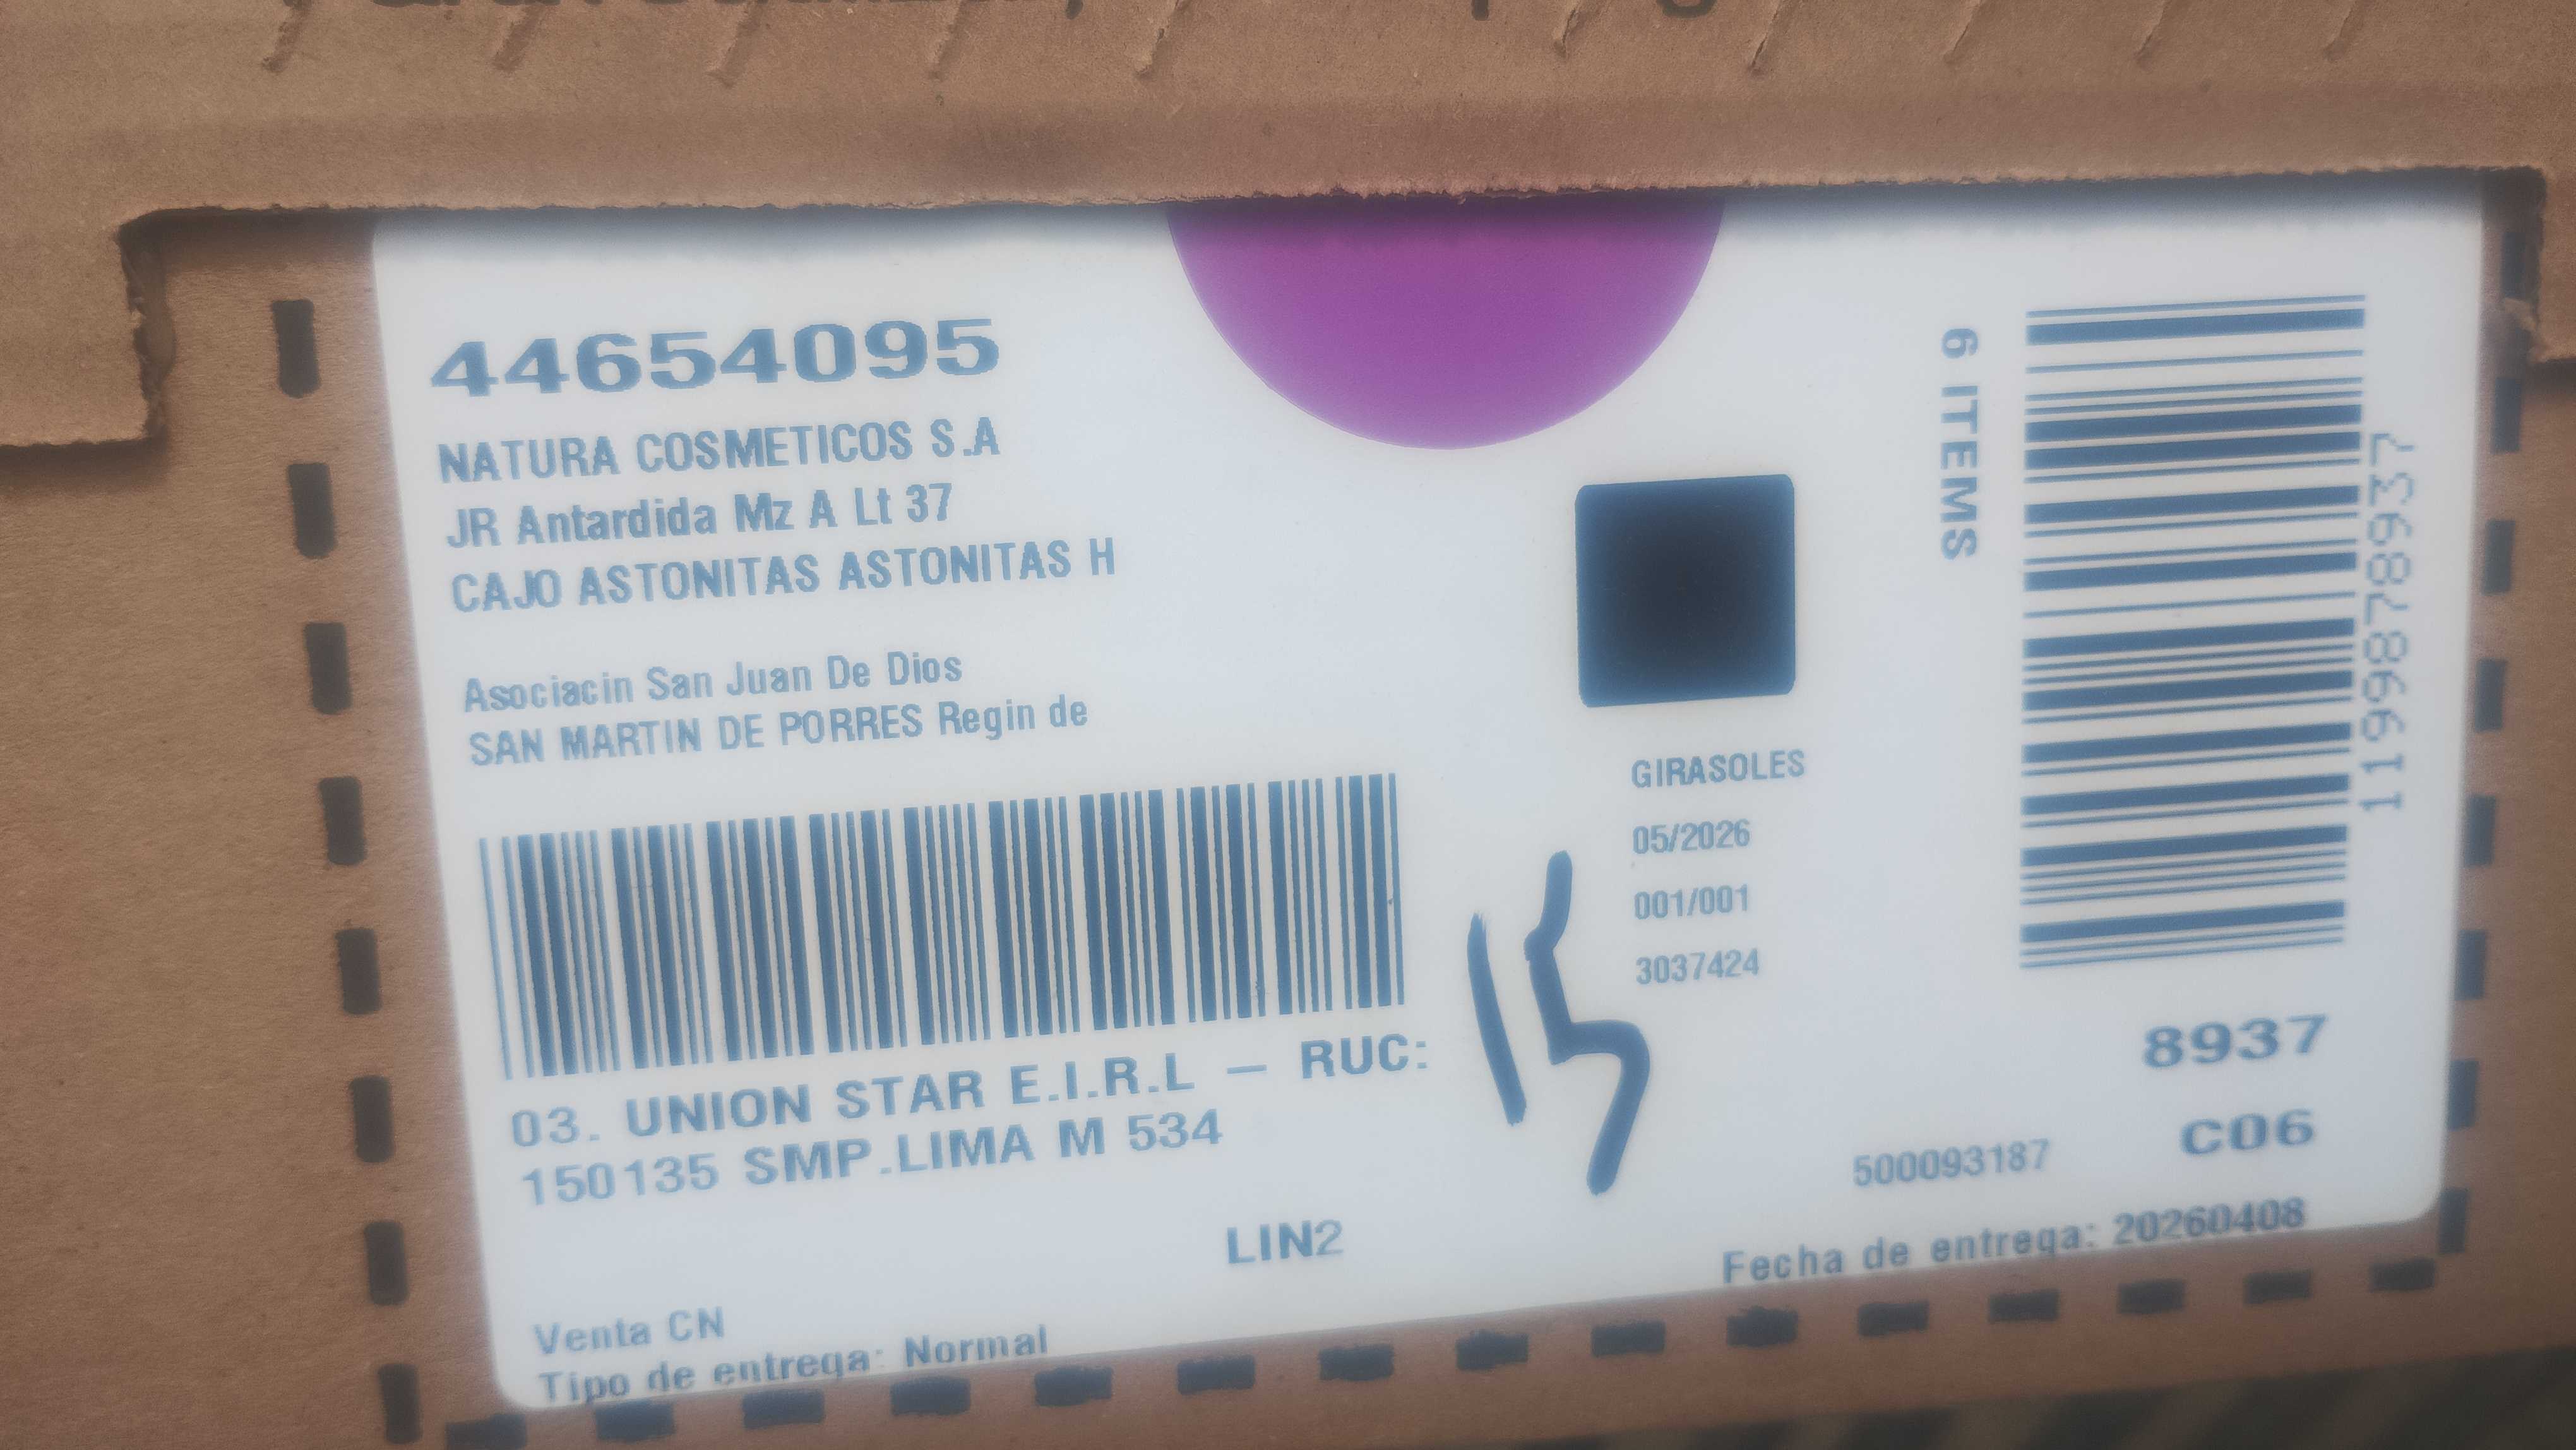 44654095
NATURA COSMETICOS S.A
JR Antardida Mz A Lt 37
CAJO ASTONITAS ASTONITAS H
Asociacin San Juan De Dios
SAN MARTIN DE PORRES Regin de
03. UNION STAR E.I.R.L – RUC:
150135 SMP.LIMA M 534
LIN2
Venta CN
Tipo de entrega: Normal
GIRASOLES
05/2026
001/001
3037424
15
6 ITEMS
1199878937
8937
C06
500093187
Fecha de entrega: 20260408